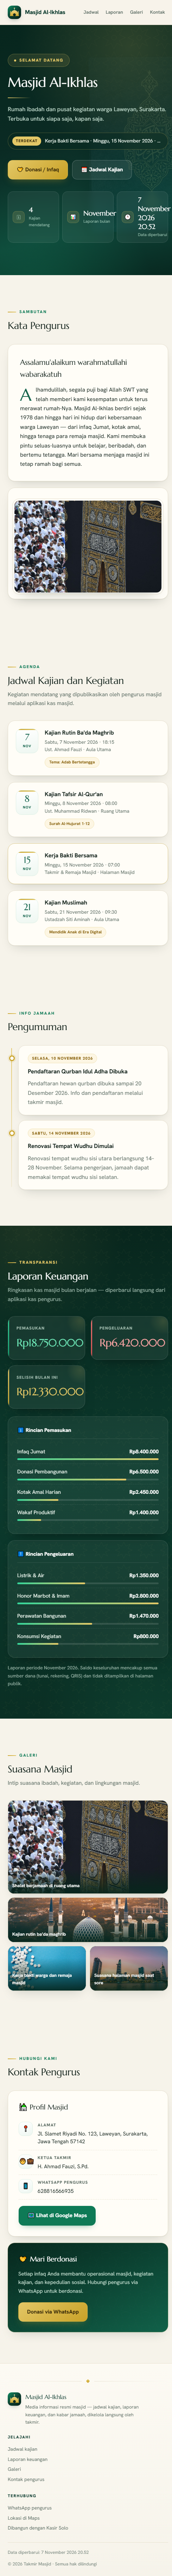 Masjid Al-Ikhlas
Jadwal Laporan Galeri Kontak
SELAMAT DATANG
Masjid Al-Ikhlas
Rumah ibadah dan pusat kegiatan warga Laweyan, Surakarta.
Terbuka untuk siapa saja, kapan saja.
TERDEKAT Kerja Bakti Bersama · Minggu, 15 November 2026 · ...
Donasi / Infaq
Jadwal Kajian
4
Kajian
mendatang
November
Laporan bulan
7
November
2026
20.52
Data diperbarui
SAMBUTAN
Kata Pengurus
Assalamu'alaikum warahmatullahi
wabarakatuh
Alhamdulillah, segala puji bagi Allah SWT yang
telah memberi kami kesempatan untuk terus
merawat rumah-Nya. Masjid Al-Ikhlas berdiri sejak
1978 dan hingga hari ini hidup dari kebersamaan
warga Laweyan — dari infaq Jumat, kotak amal,
hingga tenaga para remaja masjid. Kami membuka
pintu seluas-luasnya untuk belajar, beribadah, dan
bertemu tetangga. Mari bersama menjaga masjid ini
tetap ramah bagi semua.
AGENDA
Jadwal Kajian dan Kegiatan
Kegiatan mendatang yang dipublikasikan oleh pengurus masjid
melalui aplikasi kas masjid.
7
NOV
Kajian Rutin Ba'da Maghrib
Sabtu, 7 November 2026 · 18:15
Ust. Ahmad Fauzi · Aula Utama
Tema: Adab Bertetangga
8
NOV
Kajian Tafsir Al-Qur'an
Minggu, 8 November 2026 · 08:00
Ust. Muhammad Ridwan · Ruang Utama
Surah Al-Hujurat 1-12
15
NOV
Kerja Bakti Bersama
Minggu, 15 November 2026 · 07:00
Takmir & Remaja Masjid · Halaman Masjid
21
NOV
Kajian Muslimah
Sabtu, 21 November 2026 · 09:30
Ustadzah Siti Aminah · Aula Utama
Mendidik Anak di Era Digital
INFO JAMAAH
Pengumuman
SELASA, 10 NOVEMBER 2026
Pendaftaran Qurban Idul Adha Dibuka
Pendaftaran hewan qurban dibuka sampai 20
Desember 2026. Info dan pendaftaran melalui
takmir masjid.
SABTU, 14 NOVEMBER 2026
Renovasi Tempat Wudhu Dimulai
Renovasi tempat wudhu sisi utara berlangsung 14–
28 November. Selama pengerjaan, jamaah dapat
memakai tempat wudhu sisi selatan.
TRANSPARANSI
Laporan Keuangan
Ringkasan kas masjid bulan berjalan — diperbarui langsung dari
aplikasi kas pengurus.
PEMASUKAN
Rp18.750.000
PENGELUARAN
Rp6.420.000
SELISIH BULAN INI
Rp12.330.000
Rincian Pemasukan
Infaq Jumat Rp8.400.000
Donasi Pembangunan Rp6.500.000
Kotak Amal Harian Rp2.450.000
Wakaf Produktif Rp1.400.000
Rincian Pengeluaran
Listrik & Air Rp1.350.000
Honor Marbot & Imam Rp2.800.000
Perawatan Bangunan Rp1.470.000
Konsumsi Kegiatan Rp800.000
Laporan periode November 2026. Saldo keseluruhan mencakup semua
sumber dana (tunai, rekening, QRIS) dan tidak ditampilkan di halaman
publik.
GALERI
Suasana Masjid
Intip suasana ibadah, kegiatan, dan lingkungan masjid.
Shalat berjamaah di ruang utama
Kajian rutin ba'da maghrib
Kerja bakti warga dan remaja
masjid
Suasana halaman masjid saat
sore
HUBUNGI KAMI
Kontak Pengurus
Profil Masjid
ALAMAT
Jl. Slamet Riyadi No. 123, Laweyan, Surakarta,
Jawa Tengah 57142
KETUA TAKMIR
H. Ahmad Fauzi, S.Pd.
WHATSAPP PENGURUS
628816566935
Lihat di Google Maps
Mari Berdonasi
Setiap infaq Anda membantu operasional masjid, kegiatan
kajian, dan kepedulian sosial. Hubungi pengurus via
WhatsApp untuk berdonasi.
Donasi via WhatsApp
Masjid Al-Ikhlas
Media informasi resmi masjid — jadwal kajian, laporan
keuangan, dan kabar jamaah, dikelola langsung oleh
takmir.
JELAJAHI
Jadwal kajian
Laporan keuangan
Galeri
Kontak pengurus
TERHUBUNG
WhatsApp pengurus
Lokasi di Maps
Dibangun dengan Kasir Solo
Data diperbarui: 7 November 2026 20.52
© 2026 Takmir Masjid · Semua hak dilindungi